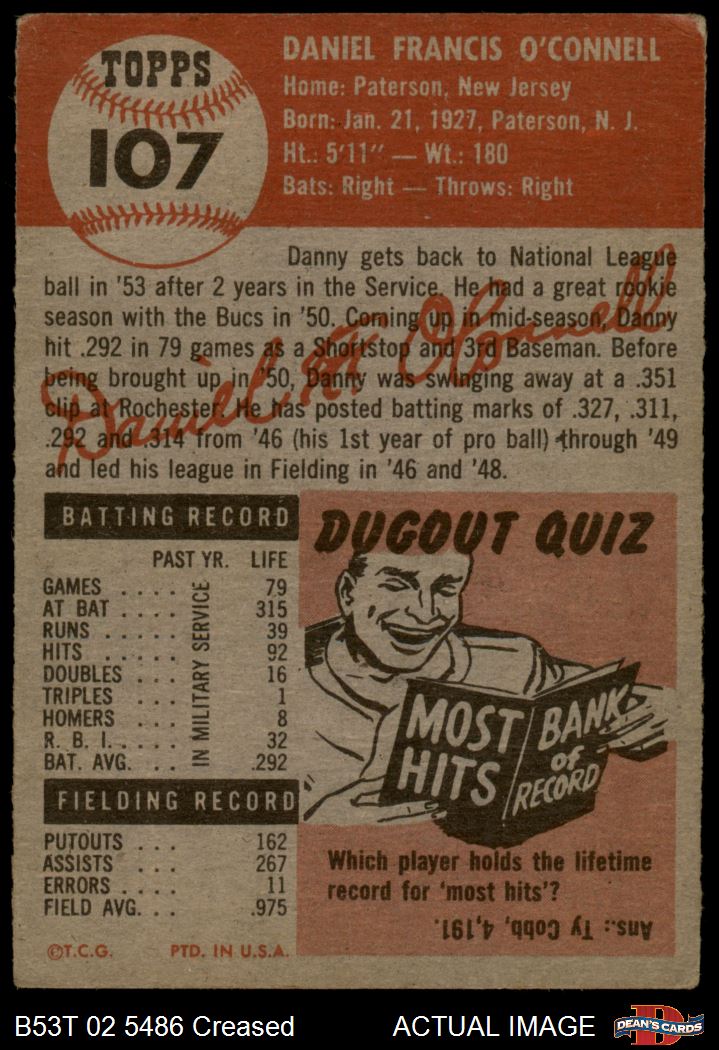 TOPPS
107
DANIEL FRANCIS O'CONNELL
Home: Paterson, New Jersey
Born: Jan. 21, 1927, Paterson, N. J.
Ht.: 5'11" — Wt.: 180
Bats: Right — Throws: Right
Danny gets back to National League
ball in '53 after 2 years in the Service. He had a great rookie
season with the Bucs in '50. Coming up in mid-season, Danny
hit .292 in 79 games as a Shortstop and 3rd Baseman. Before
being brought up in '50, Danny was swinging away at a .351
clip at Rochester. He has posted batting marks of .327, .311,
.292 and .314 from '46 (his 1st year of pro ball) through '49
and led his league in Fielding in '46 and '48.
Daniel F. O'Connell
BATTING RECORD
PAST YR. LIFE
GAMES . . . . 79
AT BAT . . . . 315
RUNS . . . . . 39
HITS . . . . . 92
DOUBLES . . . 16
TRIPLES . . . 1
HOMERS . . . 8
R. B. I. . . . . 32
BAT. AVG. . . . .292
IN MILITARY SERVICE
FIELDING RECORD
PUTOUTS . . . 162
ASSISTS . . . 267
ERRORS . . . . 11
FIELD AVG. . . .975
©T.C.G. PTD. IN U.S.A.
DUGOUT QUIZ
MOST HITS
BANK of RECORD
Which player holds the lifetime
record for 'most hits'?
Ans.: Ty Cobb, 4,191.
B53T 02 5486 Creased ACTUAL IMAGE
D
DEAN'S CARDS